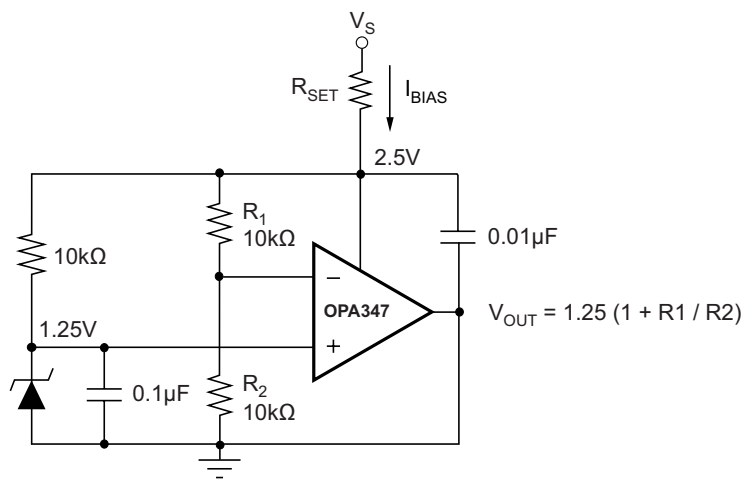 V_S
R_SET
I_BIAS
2.5V
R_1
10kΩ
10kΩ
0.01µF
−
OPA347
V_OUT = 1.25 (1 + R1 / R2)
1.25V
+
0.1µF
R_2
10kΩ